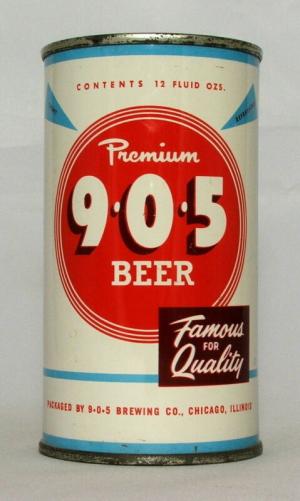 CONTENTS 12 FLUID OZS.
Premium
9·0·5
BEER
Famous
FOR
Quality
PACKAGED BY 9·0·5 BREWING CO., CHICAGO, ILLINOIS